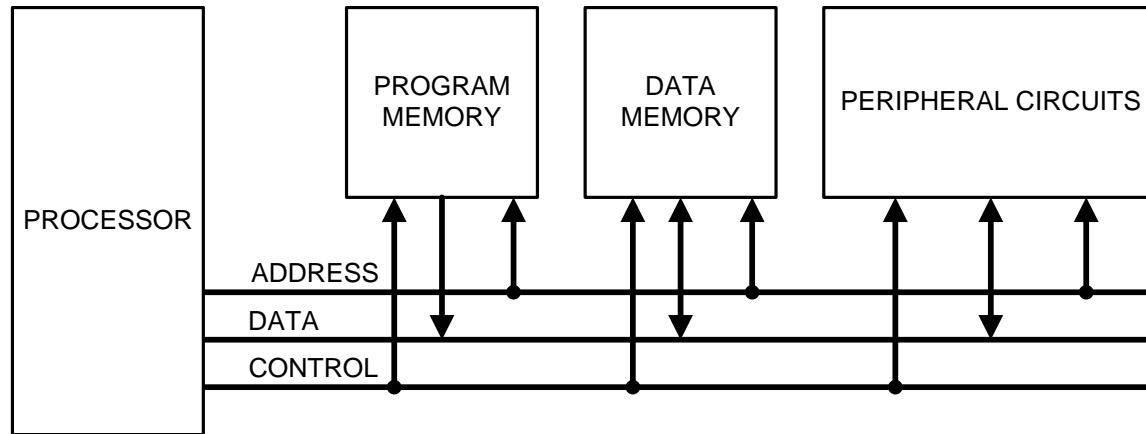 PROGRAM
MEMORY
DATA
MEMORY
PERIPHERAL CIRCUITS
PROCESSOR
ADDRESS
DATA
CONTROL